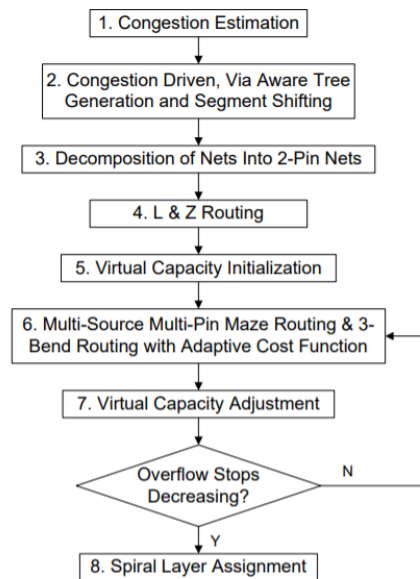 1. Congestion Estimation
2. Congestion Driven, Via Aware Tree
Generation and Segment Shifting
3. Decomposition of Nets Into 2-Pin Nets
4. L & Z Routing
5. Virtual Capacity Initialization
6. Multi-Source Multi-Pin Maze Routing & 3-
Bend Routing with Adaptive Cost Function
7. Virtual Capacity Adjustment
Overflow Stops
Decreasing?
N
Y
8. Spiral Layer Assignment